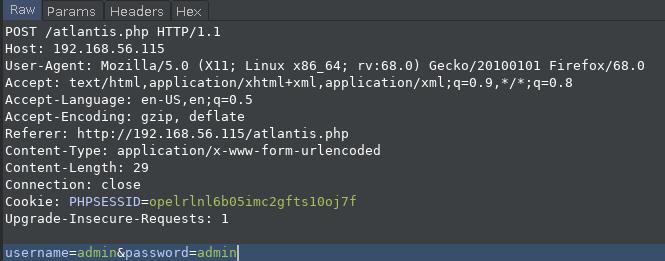 Raw Params Headers Hex
POST /atlantis.php HTTP/1.1
Host: 192.168.56.115
User-Agent: Mozilla/5.0 (X11; Linux x86_64; rv:68.0) Gecko/20100101 Firefox/68.0
Accept: text/html,application/xhtml+xml,application/xml;q=0.9,*/*;q=0.8
Accept-Language: en-US,en;q=0.5
Accept-Encoding: gzip, deflate
Referer: http://192.168.56.115/atlantis.php
Content-Type: application/x-www-form-urlencoded
Content-Length: 29
Connection: close
Cookie: PHPSESSID=opelrlnl6b05imc2gfts10oj7f
Upgrade-Insecure-Requests: 1
username=admin&password=admin